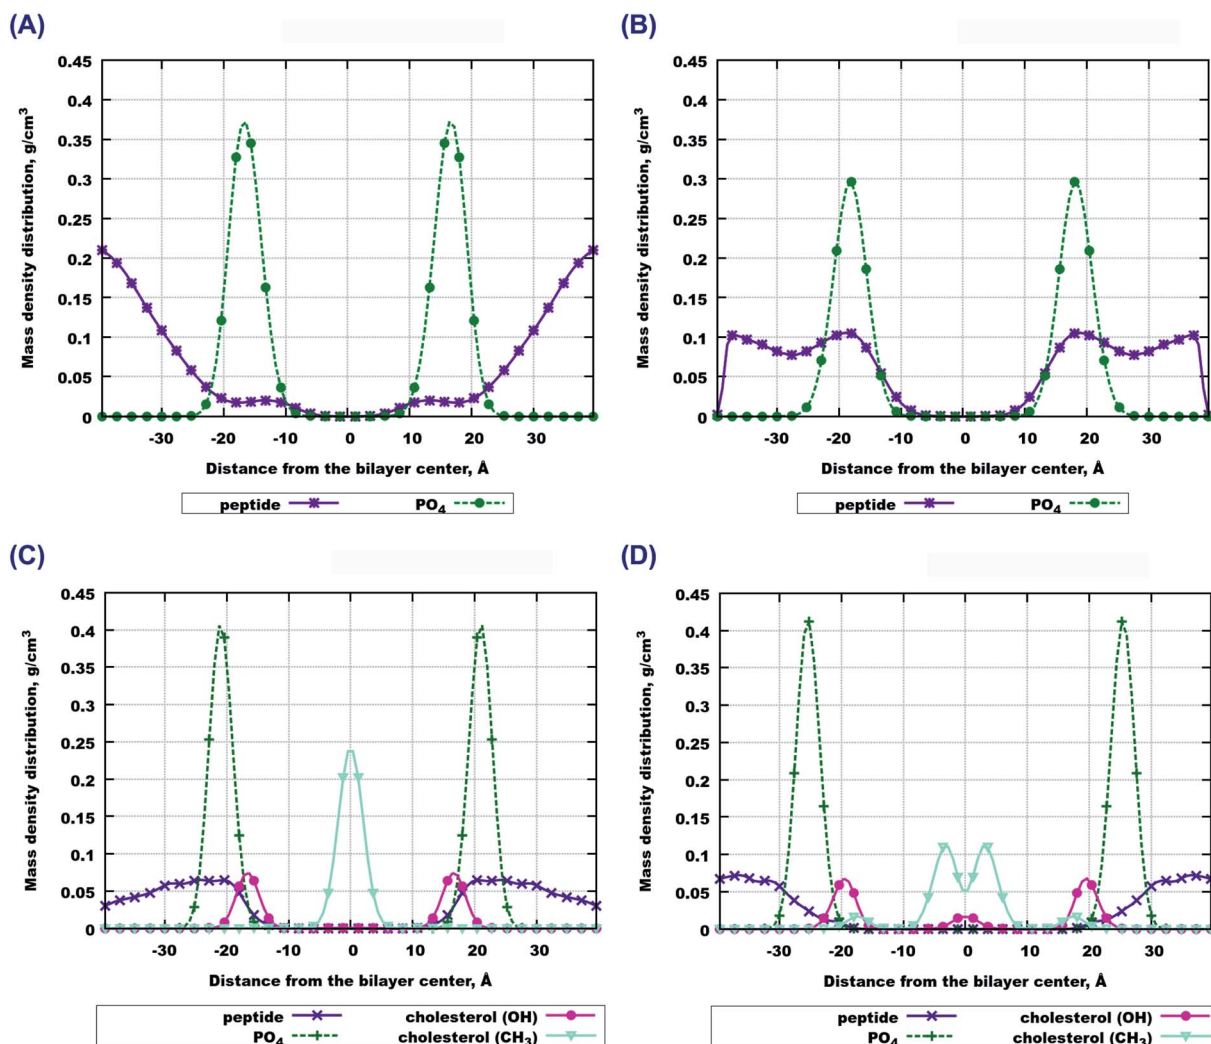 (A)
(B)
Mass density distribution, g/cm³
0.45
0.4
0.35
0.3
0.25
0.2
0.15
0.1
0.05
0
-30 -20 -10 0 10 20 30
Distance from the bilayer center, Å
peptide PO₄
Mass density distribution, g/cm³
0.45
0.4
0.35
0.3
0.25
0.2
0.15
0.1
0.05
0
-30 -20 -10 0 10 20 30
Distance from the bilayer center, Å
peptide PO₄
(C)
(D)
Mass density distribution, g/cm³
0.45
0.4
0.35
0.3
0.25
0.2
0.15
0.1
0.05
0
-30 -20 -10 0 10 20 30
Distance from the bilayer center, Å
peptide cholesterol (OH)
PO₄ cholesterol (CH₃)
Mass density distribution, g/cm³
0.45
0.4
0.35
0.3
0.25
0.2
0.15
0.1
0.05
0
-30 -20 -10 0 10 20 30
Distance from the bilayer center, Å
peptide cholesterol (OH)
PO₄ cholesterol (CH₃)